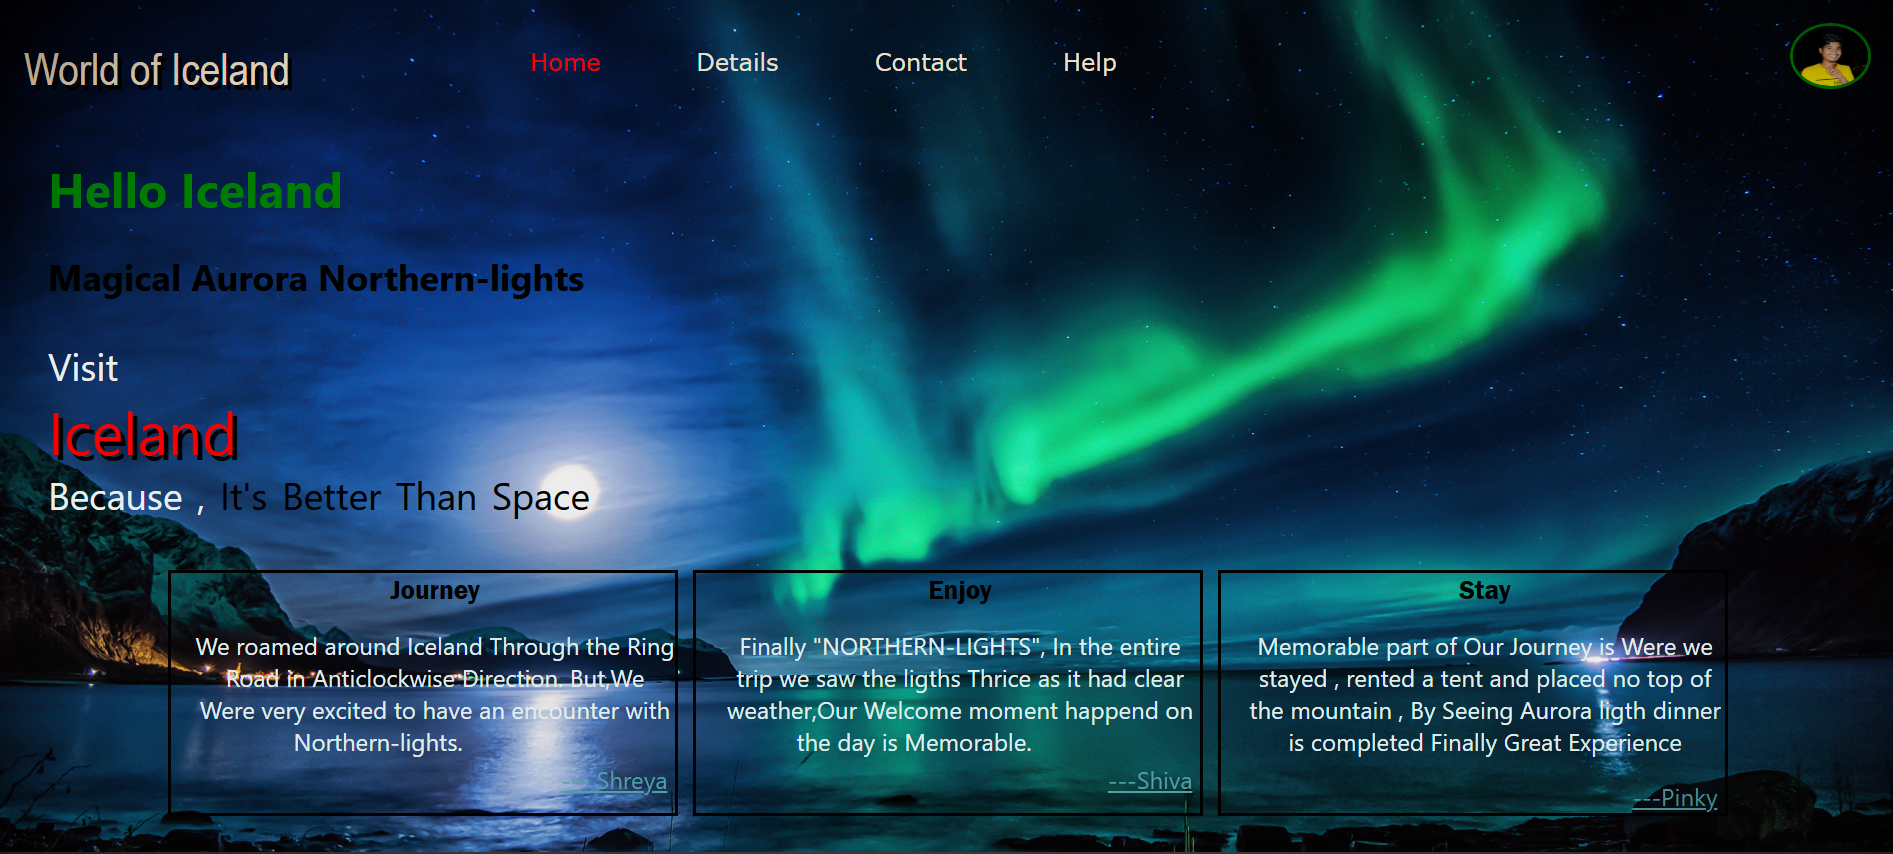 World of Iceland
Home
Details
Contact
Help
Hello Iceland
Magical Aurora Northern-lights
Visit
Iceland
Because , It's Better Than Space
Journey
We roamed around Iceland Through the Ring
Road in Anticlockwise Direction. But,We
Were very excited to have an encounter with
Northern-lights.
---Shreya
Enjoy
Finally "NORTHERN-LIGHTS", In the entire
trip we saw the ligths Thrice as it had clear
weather,Our Welcome moment happend on
the day is Memorable.
---Shiva
Stay
Memorable part of Our Journey is Were we
stayed , rented a tent and placed no top of
the mountain , By Seeing Aurora ligth dinner
is completed Finally Great Experience
---Pinky